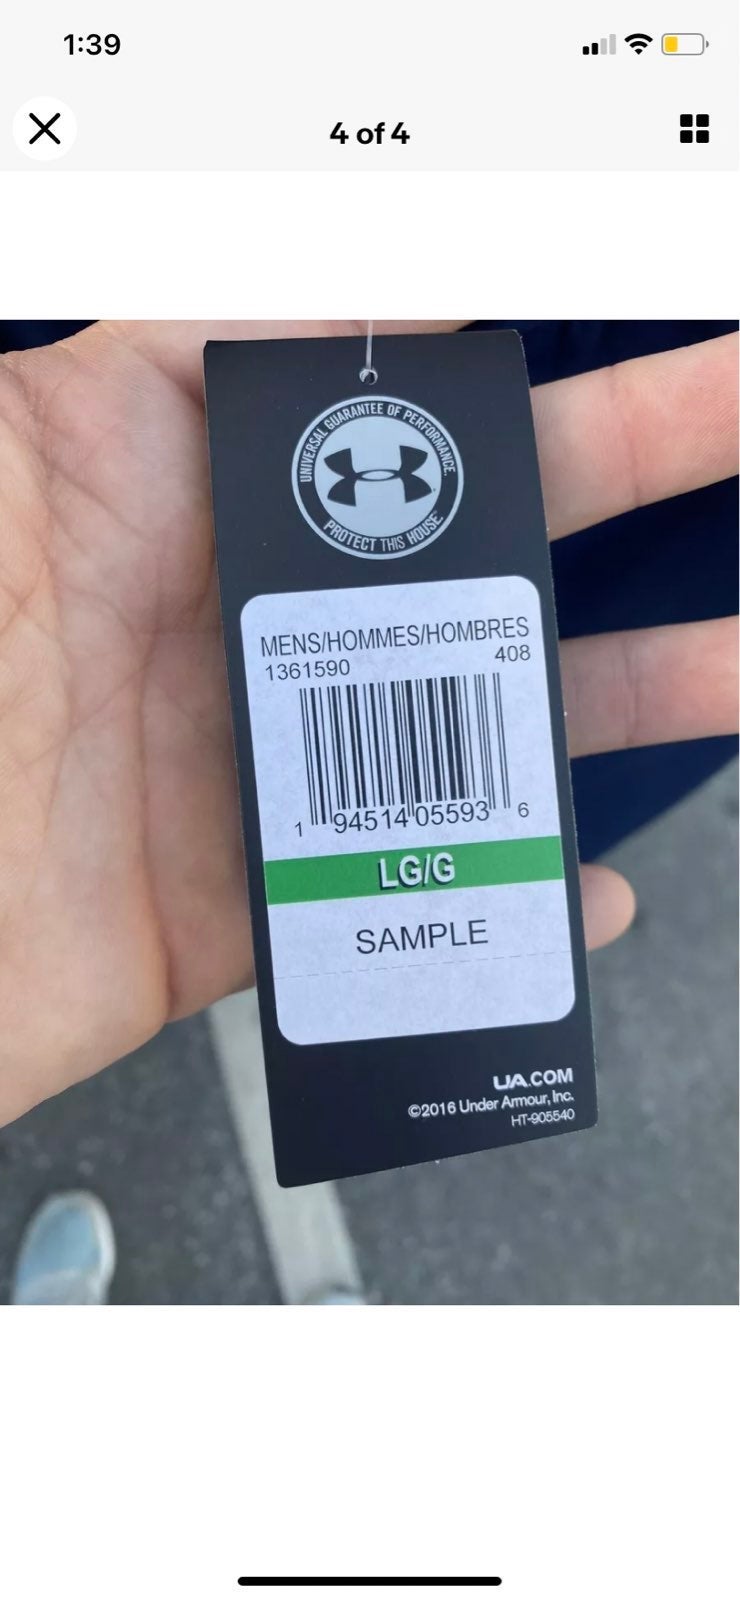 1:39
4 of 4
UNIVERSAL GUARANTEE OF PERFORMANCE.
PROTECT THIS HOUSE.
MENS/HOMMES/HOMBRES
1361590 408
1 94514 05593 6
LG/G
SAMPLE
UA.COM
©2016 Under Armour, Inc.
HT-905540